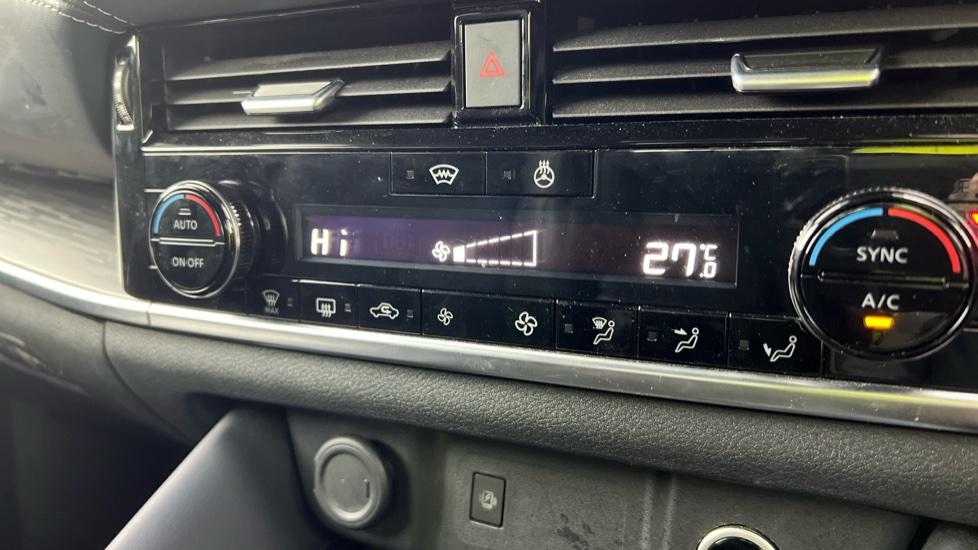 AUTO
ON·OFF
Hi
27.0°C
SYNC
A/C
MAX